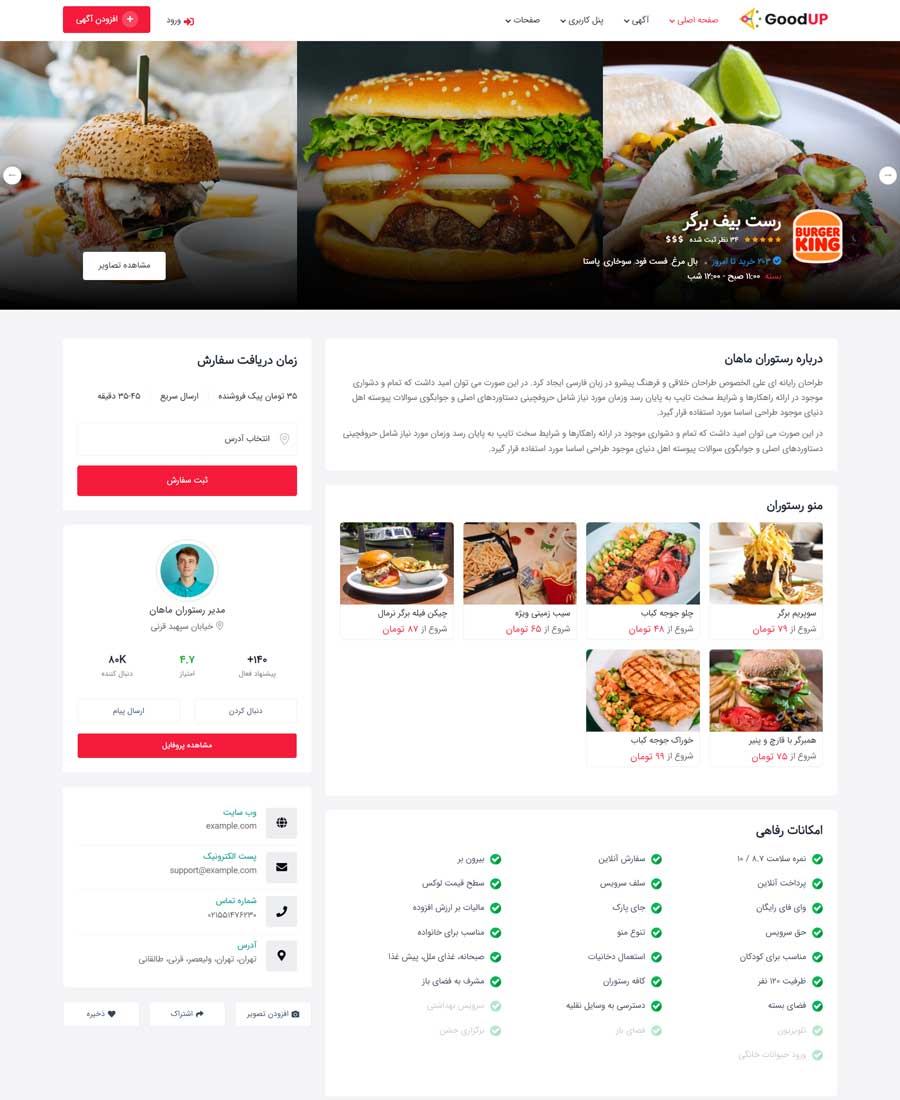 GoodUP
صفحه اصلی
آگهی
پنل کاربری
صفحات
ورود
افزودن آگهی
BURGER KING
رست بیف برگر
۳۴ نظر ثبت شده $$$
۲۰۳ خرید تا امروز • بال مرغ, فست فود, سوخاری, پاستا
بسته ۱۱:۰۰ صبح - ۱۲:۰۰ شب
مشاهده تصاویر
درباره رستوران ماهان
طراحان رایانه ای علی الخصوص طراحان خلاقی و فرهنگ پیشرو در زبان فارسی ایجاد کرد. در این صورت می توان امید داشت که تمام و دشواری
موجود در ارائه راهکارها و شرایط سخت تایپ به پایان رسد وزمان مورد نیاز شامل حروفچینی دستاوردهای اصلی و جوابگوی سوالات پیوسته اهل
دنیای موجود طراحی اساسا مورد استفاده قرار گیرد.
در این صورت می توان امید داشت که تمام و دشواری موجود در ارائه راهکارها و شرایط سخت تایپ به پایان رسد وزمان مورد نیاز شامل حروفچینی
دستاوردهای اصلی و جوابگوی سوالات پیوسته اهل دنیای موجود طراحی اساسا مورد استفاده قرار گیرد.
منو رستوران
سوپریم برگر
شروع از ۷۹ تومان
چلو جوجه کباب
شروع از ۴۸ تومان
سیب زمینی ویژه
شروع از ۶۵ تومان
چیکن فیله برگر نرمال
شروع از ۸۷ تومان
همبرگر با قارچ و پنیر
شروع از ۷۵ تومان
خوراک جوجه کباب
شروع از ۹۹ تومان
امکانات رفاهی
نمره سلامت ۸.۷ / ۱۰
سفارش آنلاین
بیرون بر
پرداخت آنلاین
سلف سرویس
سطح قیمت لوکس
وای فای رایگان
جای پارک
مالیات بر ارزش افزوده
حق سرویس
تنوع منو
مناسب برای خانواده
مناسب برای کودکان
استعمال دخانیات
صبحانه، غذای ملل، پیش غذا
ظرفیت ۱۲۰ نفر
کافه رستوران
مشرف به فضای باز
فضای بسته
دسترسی به وسایل نقلیه
سرویس بهداشتی
تلویزیون
فضای باز
برگزاری جشن
ورود حیوانات خانگی
زمان دریافت سفارش
۳۵ تومان پیک فروشنده
ارسال سریع
۳۵-۴۵ دقیقه
انتخاب آدرس
ثبت سفارش
مدیر رستوران ماهان
خیابان سپهبد قرنی
۱۴۰+
پیشنهاد فعال
۴.۷
امتیاز
۸۰K
دنبال کننده
دنبال کردن
ارسال پیام
مشاهده پروفایل
وب سایت
example.com
پست الکترونیک
support@example.com
شماره تماس
۰۲۱۵۵۱۴۷۶۲۳۰
آدرس
تهران، تهران، ولیعصر، قرنی، طالقانی
افزودن تصویر
اشتراک
ذخیره